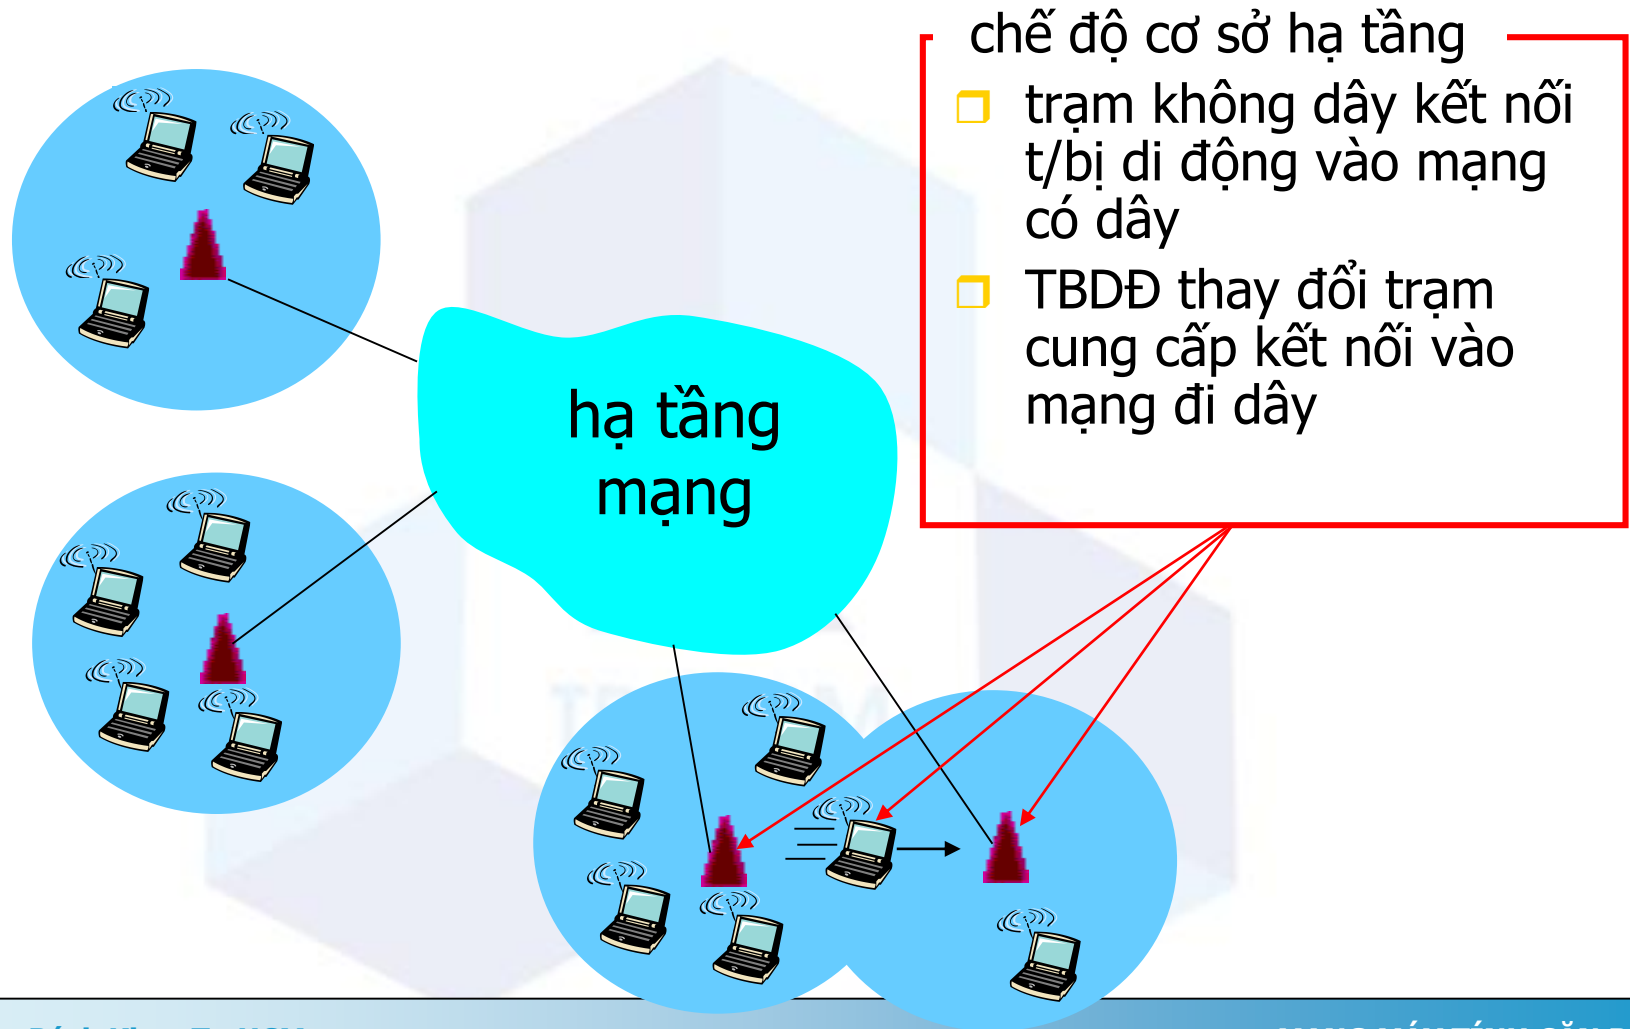 chế độ cơ sở hạ tầng
trạm không dây kết nối
t/bị di động vào mạng
có dây
TBDĐ thay đổi trạm
cung cấp kết nối vào
mạng đi dây
hạ tầng
mạng